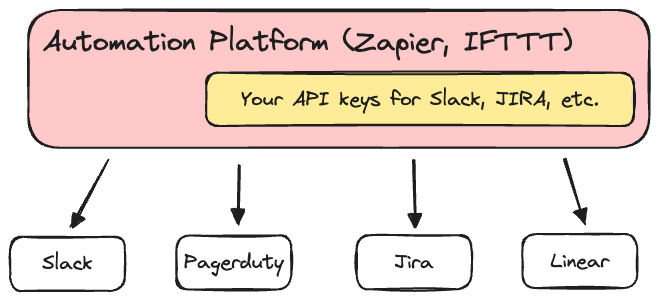 Automation Platform (Zapier, IFTTT)
Your API keys for Slack, JIRA, etc.
Slack
Pagerduty
Jira
Linear